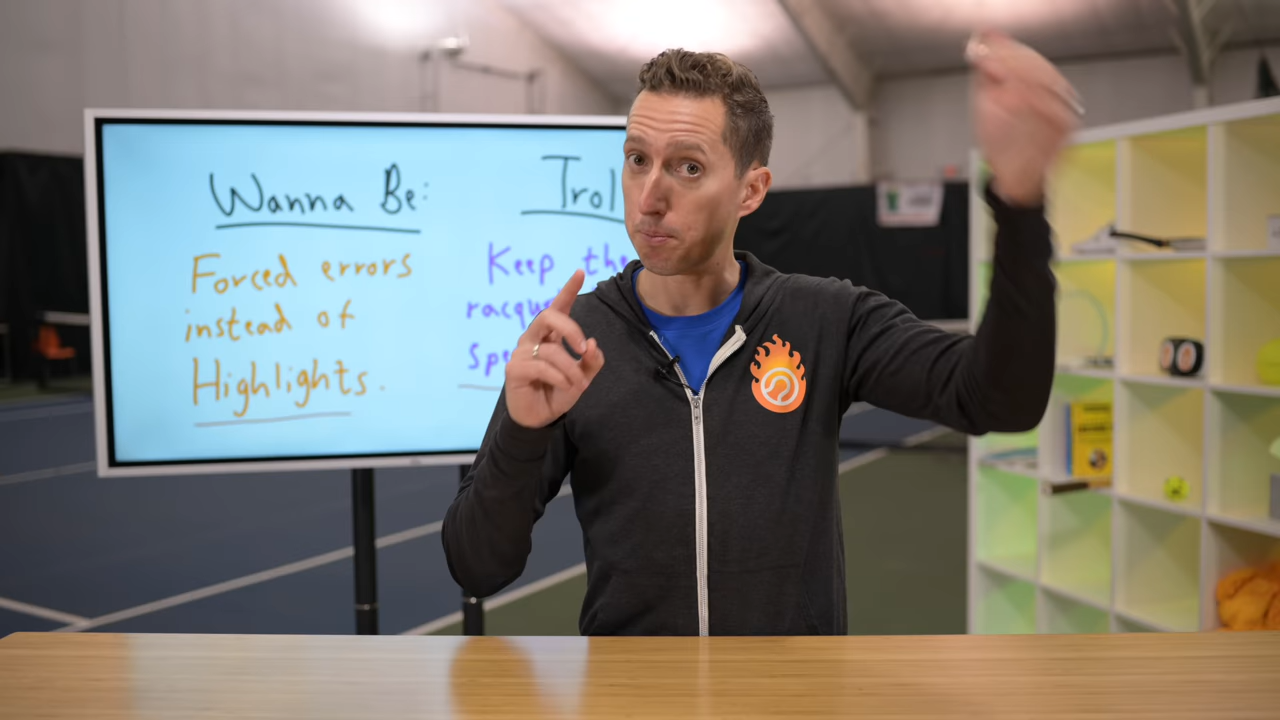 Wanna Be:
Forced errors
instead of
Highlights.
Trol
Keep the
racqu
Spe